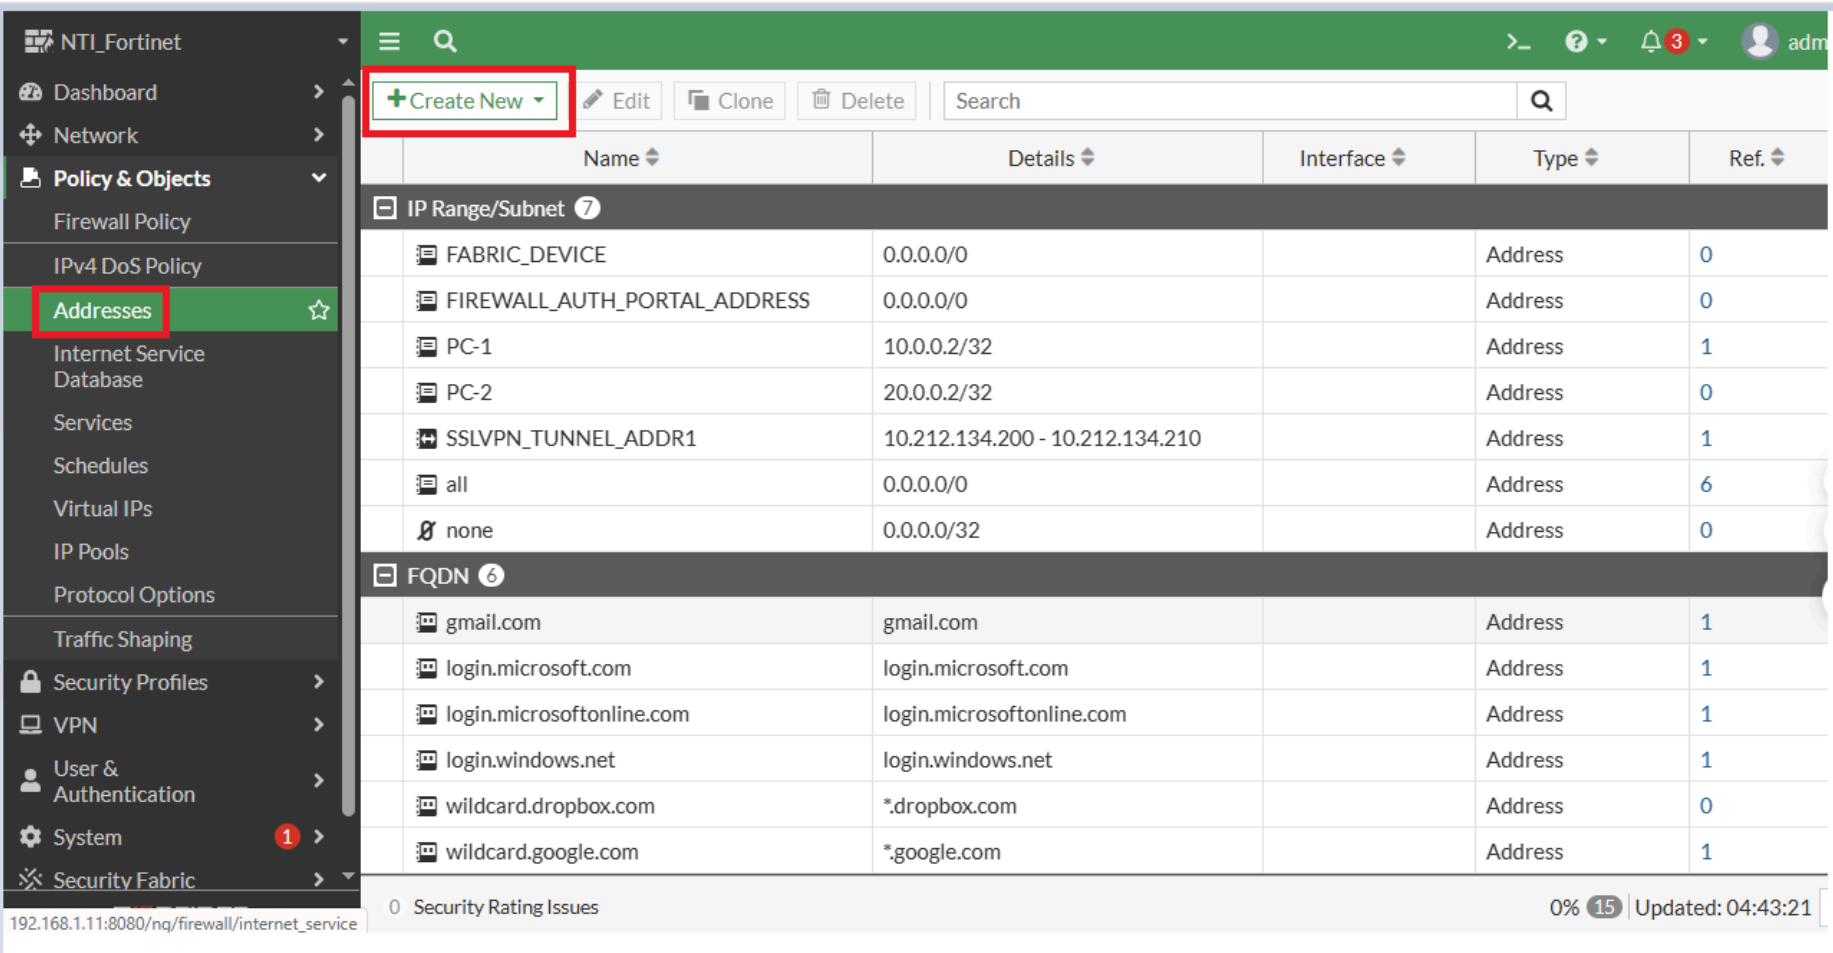 NTI_Fortinet
3
adm
Dashboard
Network
Policy & Objects
Firewall Policy
IPv4 DoS Policy
Addresses
Internet Service
Database
Services
Schedules
Virtual IPs
IP Pools
Protocol Options
Traffic Shaping
Security Profiles
VPN
User &
Authentication
System 1
Security Fabric
192.168.1.11:8080/ng/firewall/internet_service
+Create New Edit Clone Delete Search
Name Details Interface Type Ref.
IP Range/Subnet 7
FABRIC_DEVICE 0.0.0.0/0 Address 0
FIREWALL_AUTH_PORTAL_ADDRESS 0.0.0.0/0 Address 0
PC-1 10.0.0.2/32 Address 1
PC-2 20.0.0.2/32 Address 0
SSLVPN_TUNNEL_ADDR1 10.212.134.200 - 10.212.134.210 Address 1
all 0.0.0.0/0 Address 6
none 0.0.0.0/32 Address 0
FQDN 6
gmail.com gmail.com Address 1
login.microsoft.com login.microsoft.com Address 1
login.microsoftonline.com login.microsoftonline.com Address 1
login.windows.net login.windows.net Address 1
wildcard.dropbox.com *.dropbox.com Address 0
wildcard.google.com *.google.com Address 1
0 Security Rating Issues 0% 15 Updated: 04:43:21